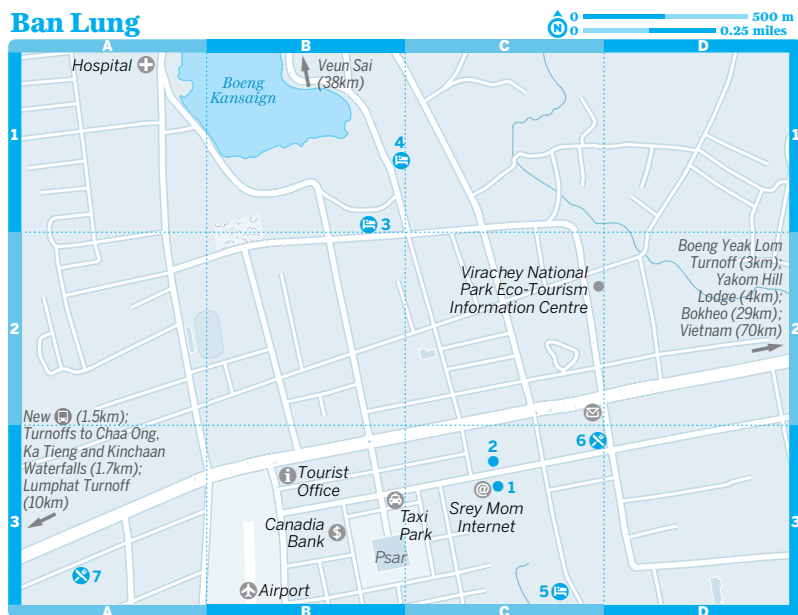 Ban Lung
N
0 500 m
0 0.25 miles
A B C D
Hospital
Veun Sai
(38km)
Boeng
Kansaign
1 1
4
3
Boeng Yeak Lom
Turnoff (3km);
Yakom Hill
Lodge (4km);
Bokheo (29km);
Vietnam (70km)
Virachey National
Park Eco-Tourism
Information Centre
2 2
New (1.5km);
Turnoffs to Chaa Ong,
Ka Tieng and Kinchaan
Waterfalls (1.7km);
Lumphat Turnoff
(10km)
6
2
i Tourist
Office
@ 1
Srey Mom
Internet
Taxi
Park
Canadia
Bank
$
3 3
Psar
7
Airport
5
A B C D